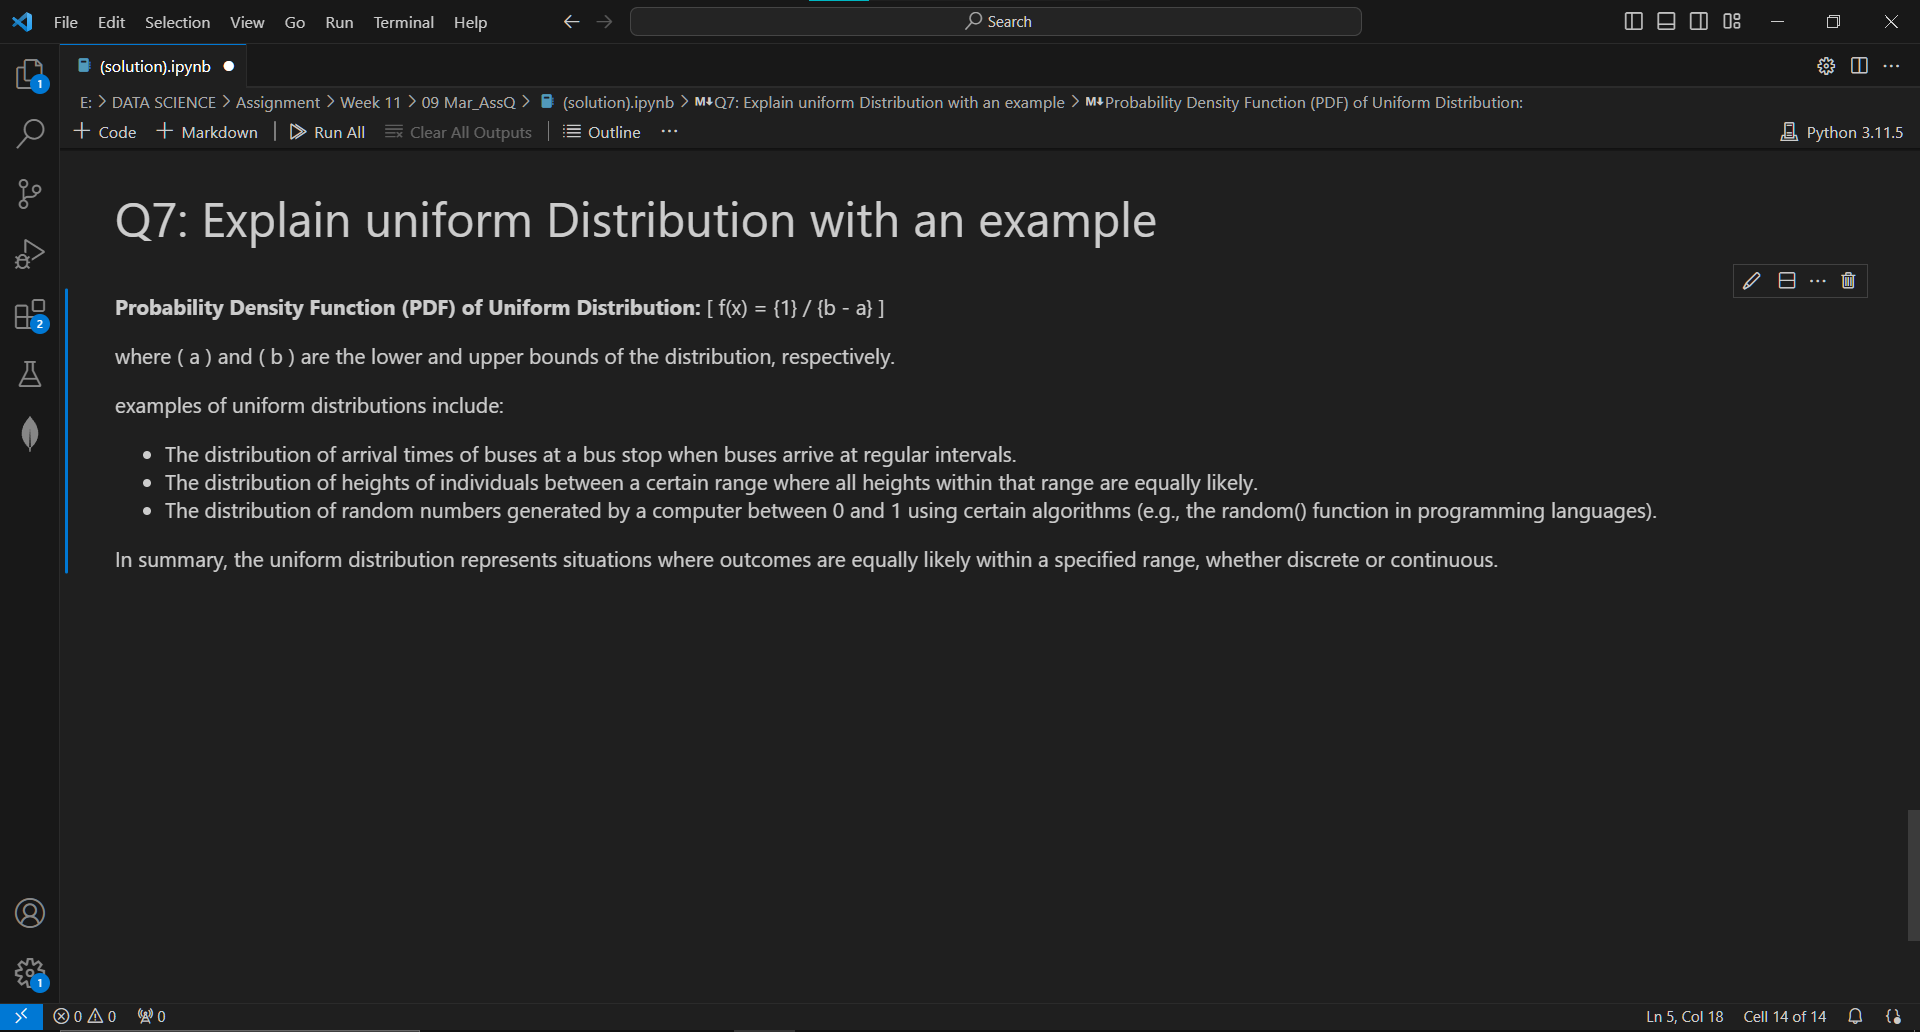 File Edit Selection View Go Run Terminal Help Search
(solution).ipynb
E: > DATA SCIENCE > Assignment > Week 11 > 09 Mar_AssQ > (solution).ipynb > M↓Q7: Explain uniform Distribution with an example > M↓Probability Density Function (PDF) of Uniform Distribution:
+ Code + Markdown | Run All Clear All Outputs | Outline ... Python 3.11.5
Q7: Explain uniform Distribution with an example
Probability Density Function (PDF) of Uniform Distribution: [ f(x) = {1} / {b - a} ]
where ( a ) and ( b ) are the lower and upper bounds of the distribution, respectively.
examples of uniform distributions include:
• The distribution of arrival times of buses at a bus stop when buses arrive at regular intervals.
• The distribution of heights of individuals between a certain range where all heights within that range are equally likely.
• The distribution of random numbers generated by a computer between 0 and 1 using certain algorithms (e.g., the random() function in programming languages).
In summary, the uniform distribution represents situations where outcomes are equally likely within a specified range, whether discrete or continuous.
1
2
1
0 0 0 Ln 5, Col 18 Cell 14 of 14